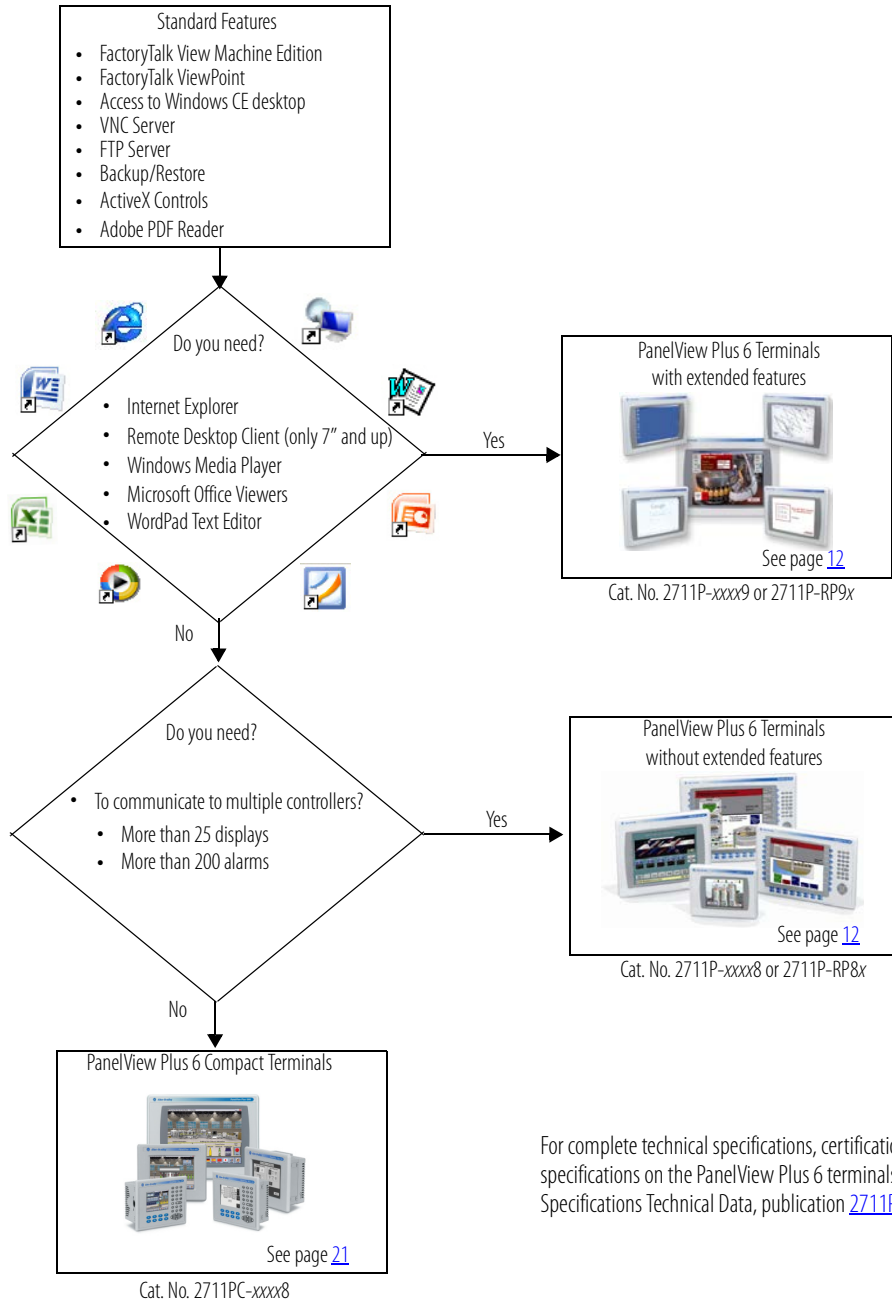 Standard Features
• FactoryTalk View Machine Edition
• FactoryTalk ViewPoint
• Access to Windows CE desktop
• VNC Server
• FTP Server
• Backup/Restore
• ActiveX Controls
• Adobe PDF Reader
Do you need?
• Internet Explorer
• Remote Desktop Client (only 7" and up)
• Windows Media Player
• Microsoft Office Viewers
• WordPad Text Editor
Yes
PanelView Plus 6 Terminals
with extended features
See page 12
Cat. No. 2711P-xxxx9 or 2711P-RP9x
No
Do you need?
• To communicate to multiple controllers?
• More than 25 displays
• More than 200 alarms
Yes
PanelView Plus 6 Terminals
without extended features
See page 12
Cat. No. 2711P-xxxx8 or 2711P-RP8x
No
PanelView Plus 6 Compact Terminals
See page 21
Cat. No. 2711PC-xxxx8
For complete technical specifications, certificatio
specifications on the PanelView Plus 6 terminals
Specifications Technical Data, publication 2711P